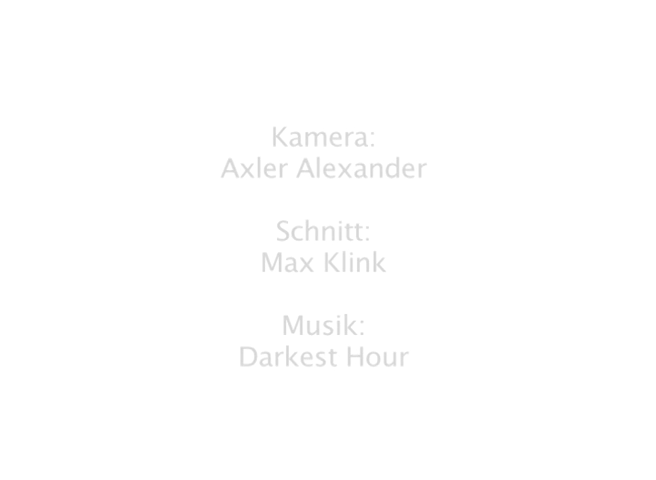 Kamera:
Axler Alexander
Schnitt:
Max Klink
Musik:
Darkest Hour